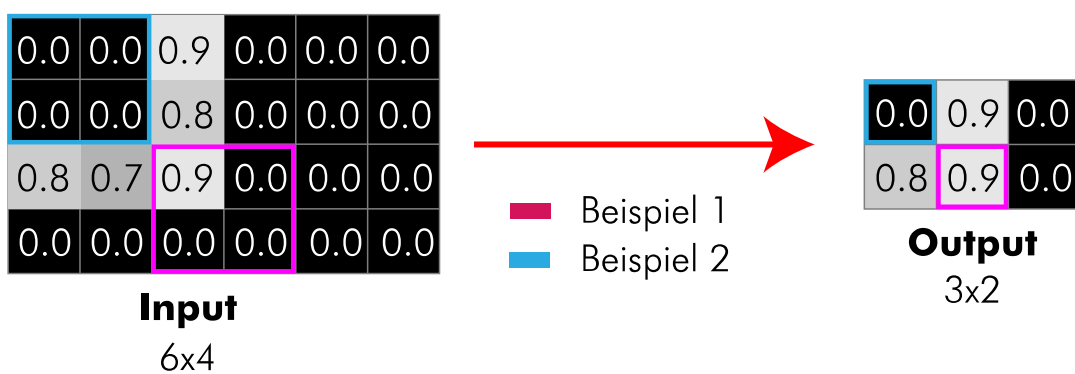 0.0 0.0 0.9 0.0 0.0 0.0
0.0 0.0 0.8 0.0 0.0 0.0
0.8 0.7 0.9 0.0 0.0 0.0
0.0 0.0 0.0 0.0 0.0 0.0
Input
6x4
Beispiel 1
Beispiel 2
0.0 0.9 0.0
0.8 0.9 0.0
Output
3x2